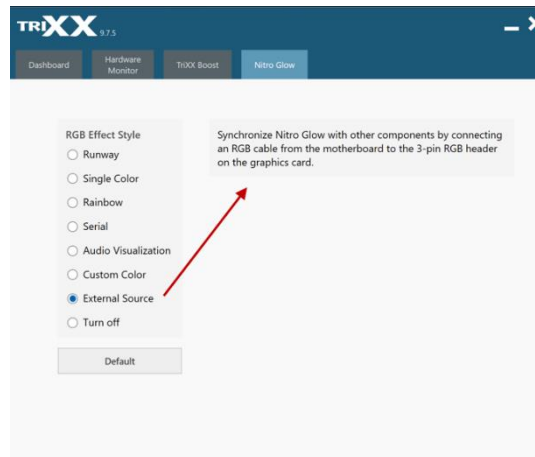 TRIXX 9.7.5
Dashboard
Hardware
Monitor
TriXX Boost
Nitro Glow
RGB Effect Style
Runway
Single Color
Rainbow
Serial
Audio Visualization
Custom Color
External Source
Turn off
Default
Synchronize Nitro Glow with other components by connecting
an RGB cable from the motherboard to the 3-pin RGB header
on the graphics card.